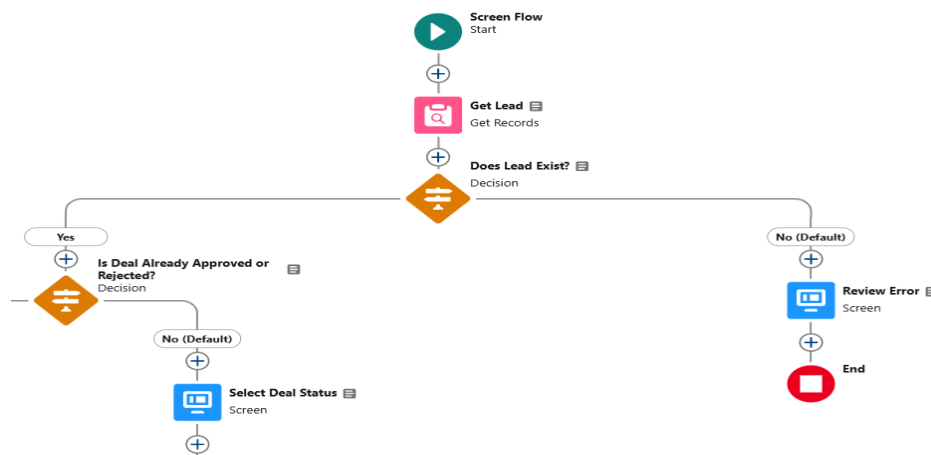 Screen Flow
Start
Get Lead
Get Records
Does Lead Exist?
Decision
Yes
No (Default)
Is Deal Already Approved or
Rejected?
Decision
Review Error
Screen
No (Default)
End
Select Deal Status
Screen